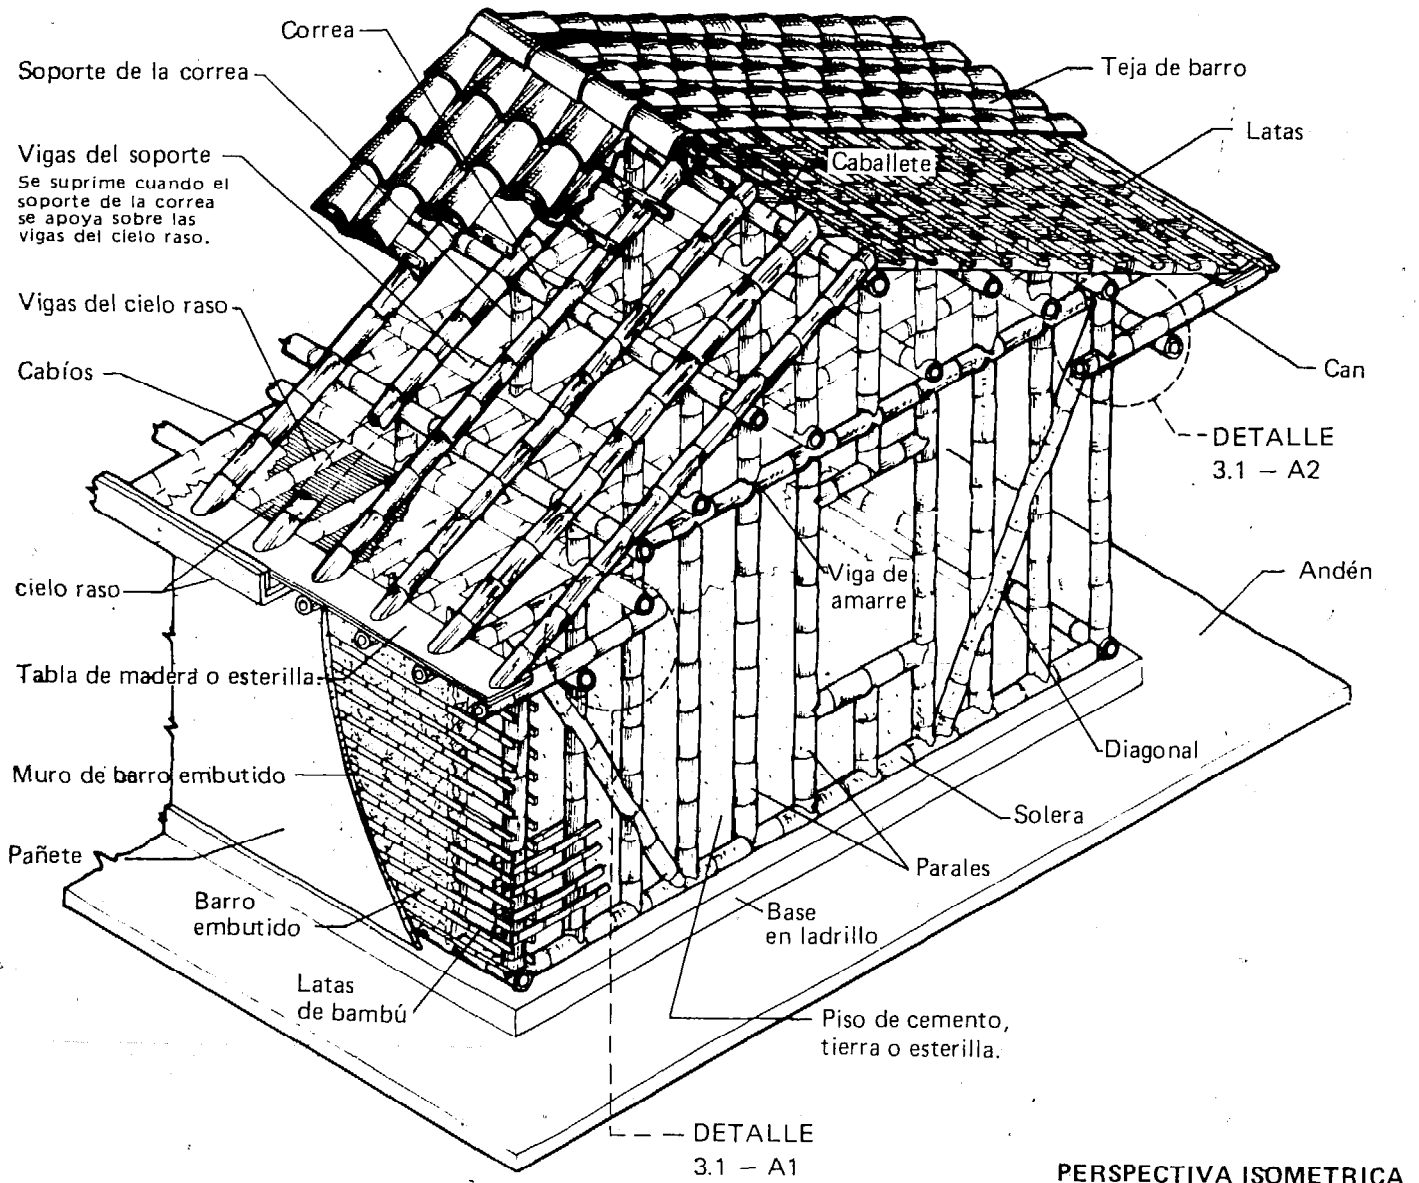 Correa
Soporte de la correa
Teja de barro
Latas
Vigas del soporte
Se suprime cuando el
soporte de la correa
se apoya sobre las
vigas del cielo raso.
Caballete
Vigas del cielo raso
Cabíos
Can
DETALLE
3.1 – A2
cielo raso
Viga de
amarre
Andén
Tabla de madera o esterilla
Diagonal
Muro de barro embutido
Solera
Pañete
Parales
Barro
embutido
Base
en ladrillo
Latas
de bambú
Piso de cemento,
tierra o esterilla.
DETALLE
3.1 – A1
PERSPECTIVA ISOMETRICA